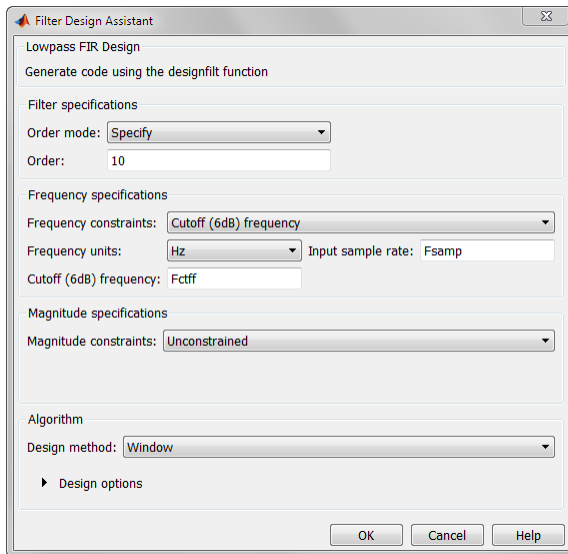 Filter Design Assistant
Lowpass FIR Design
Generate code using the designfilt function
Filter specifications
Order mode: Specify
Order: 10
Frequency specifications
Frequency constraints: Cutoff (6dB) frequency
Frequency units: Hz Input sample rate: Fsamp
Cutoff (6dB) frequency: Fctff
Magnitude specifications
Magnitude constraints: Unconstrained
Algorithm
Design method: Window
Design options
OK Cancel Help